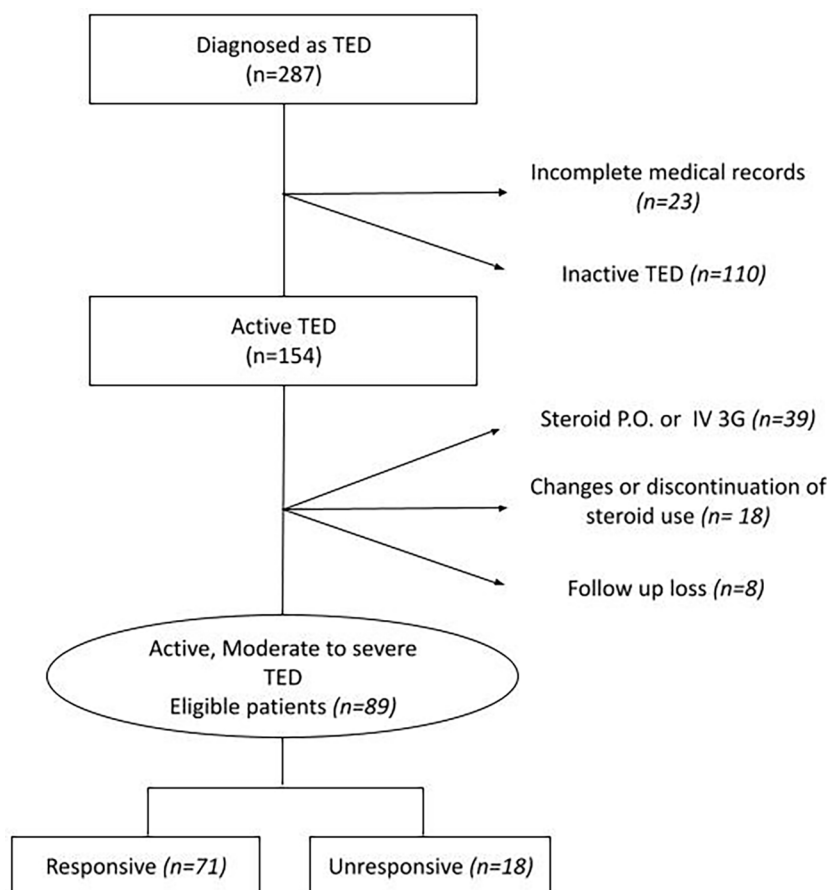 Diagnosed as TED
(n=287)
Incomplete medical records
(n=23)
Inactive TED (n=110)
Active TED
(n=154)
Steroid P.O. or IV 3G (n=39)
Changes or discontinuation of
steroid use (n= 18)
Follow up loss (n=8)
Active, Moderate to severe
TED
Eligible patients (n=89)
Responsive (n=71)
Unresponsive (n=18)